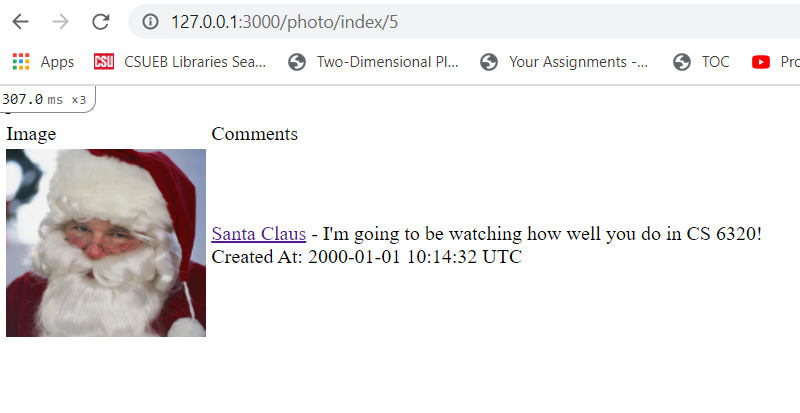 127.0.0.1:3000/photo/index/5
Apps CSU CSUEB Libraries Sea... Two-Dimensional Pl... Your Assignments -... TOC Pro
307.0 ms x3
Image Comments
Santa Claus - I'm going to be watching how well you do in CS 6320!
Created At: 2000-01-01 10:14:32 UTC